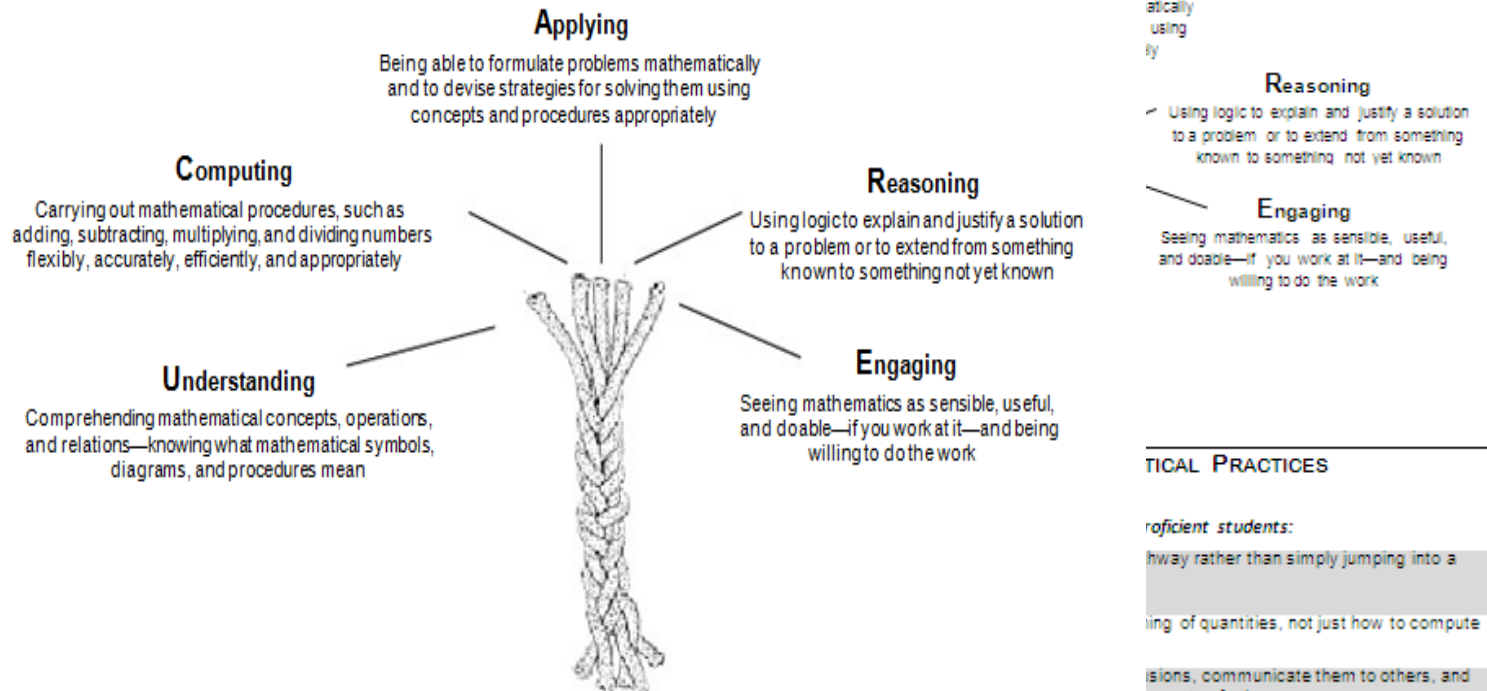 Applying
Being able to formulate problems mathematically
and to devise strategies for solving them using
concepts and procedures appropriately
Computing
Carrying out mathematical procedures, such as
adding, subtracting, multiplying, and dividing numbers
flexibly, accurately, efficiently, and appropriately
Reasoning
Using logic to explain and justify a solution
to a problem or to extend from something
known to something not yet known
Understanding
Comprehending mathematical concepts, operations,
and relations—knowing what mathematical symbols,
diagrams, and procedures mean
Engaging
Seeing mathematics as sensible, useful,
and doable—if you work at it—and being
willing to do the work
atically
using
ly
Reasoning
Using logic to explain and justify a solution
to a problem or to extend from something
known to something not yet known
Engaging
Seeing mathematics as sensible, useful,
and doable—if you work at it—and being
willing to do the work
TICAL PRACTICES
roficient students:
hway rather than simply jumping into a
ing of quantities, not just how to compute
sions, communicate them to others, and